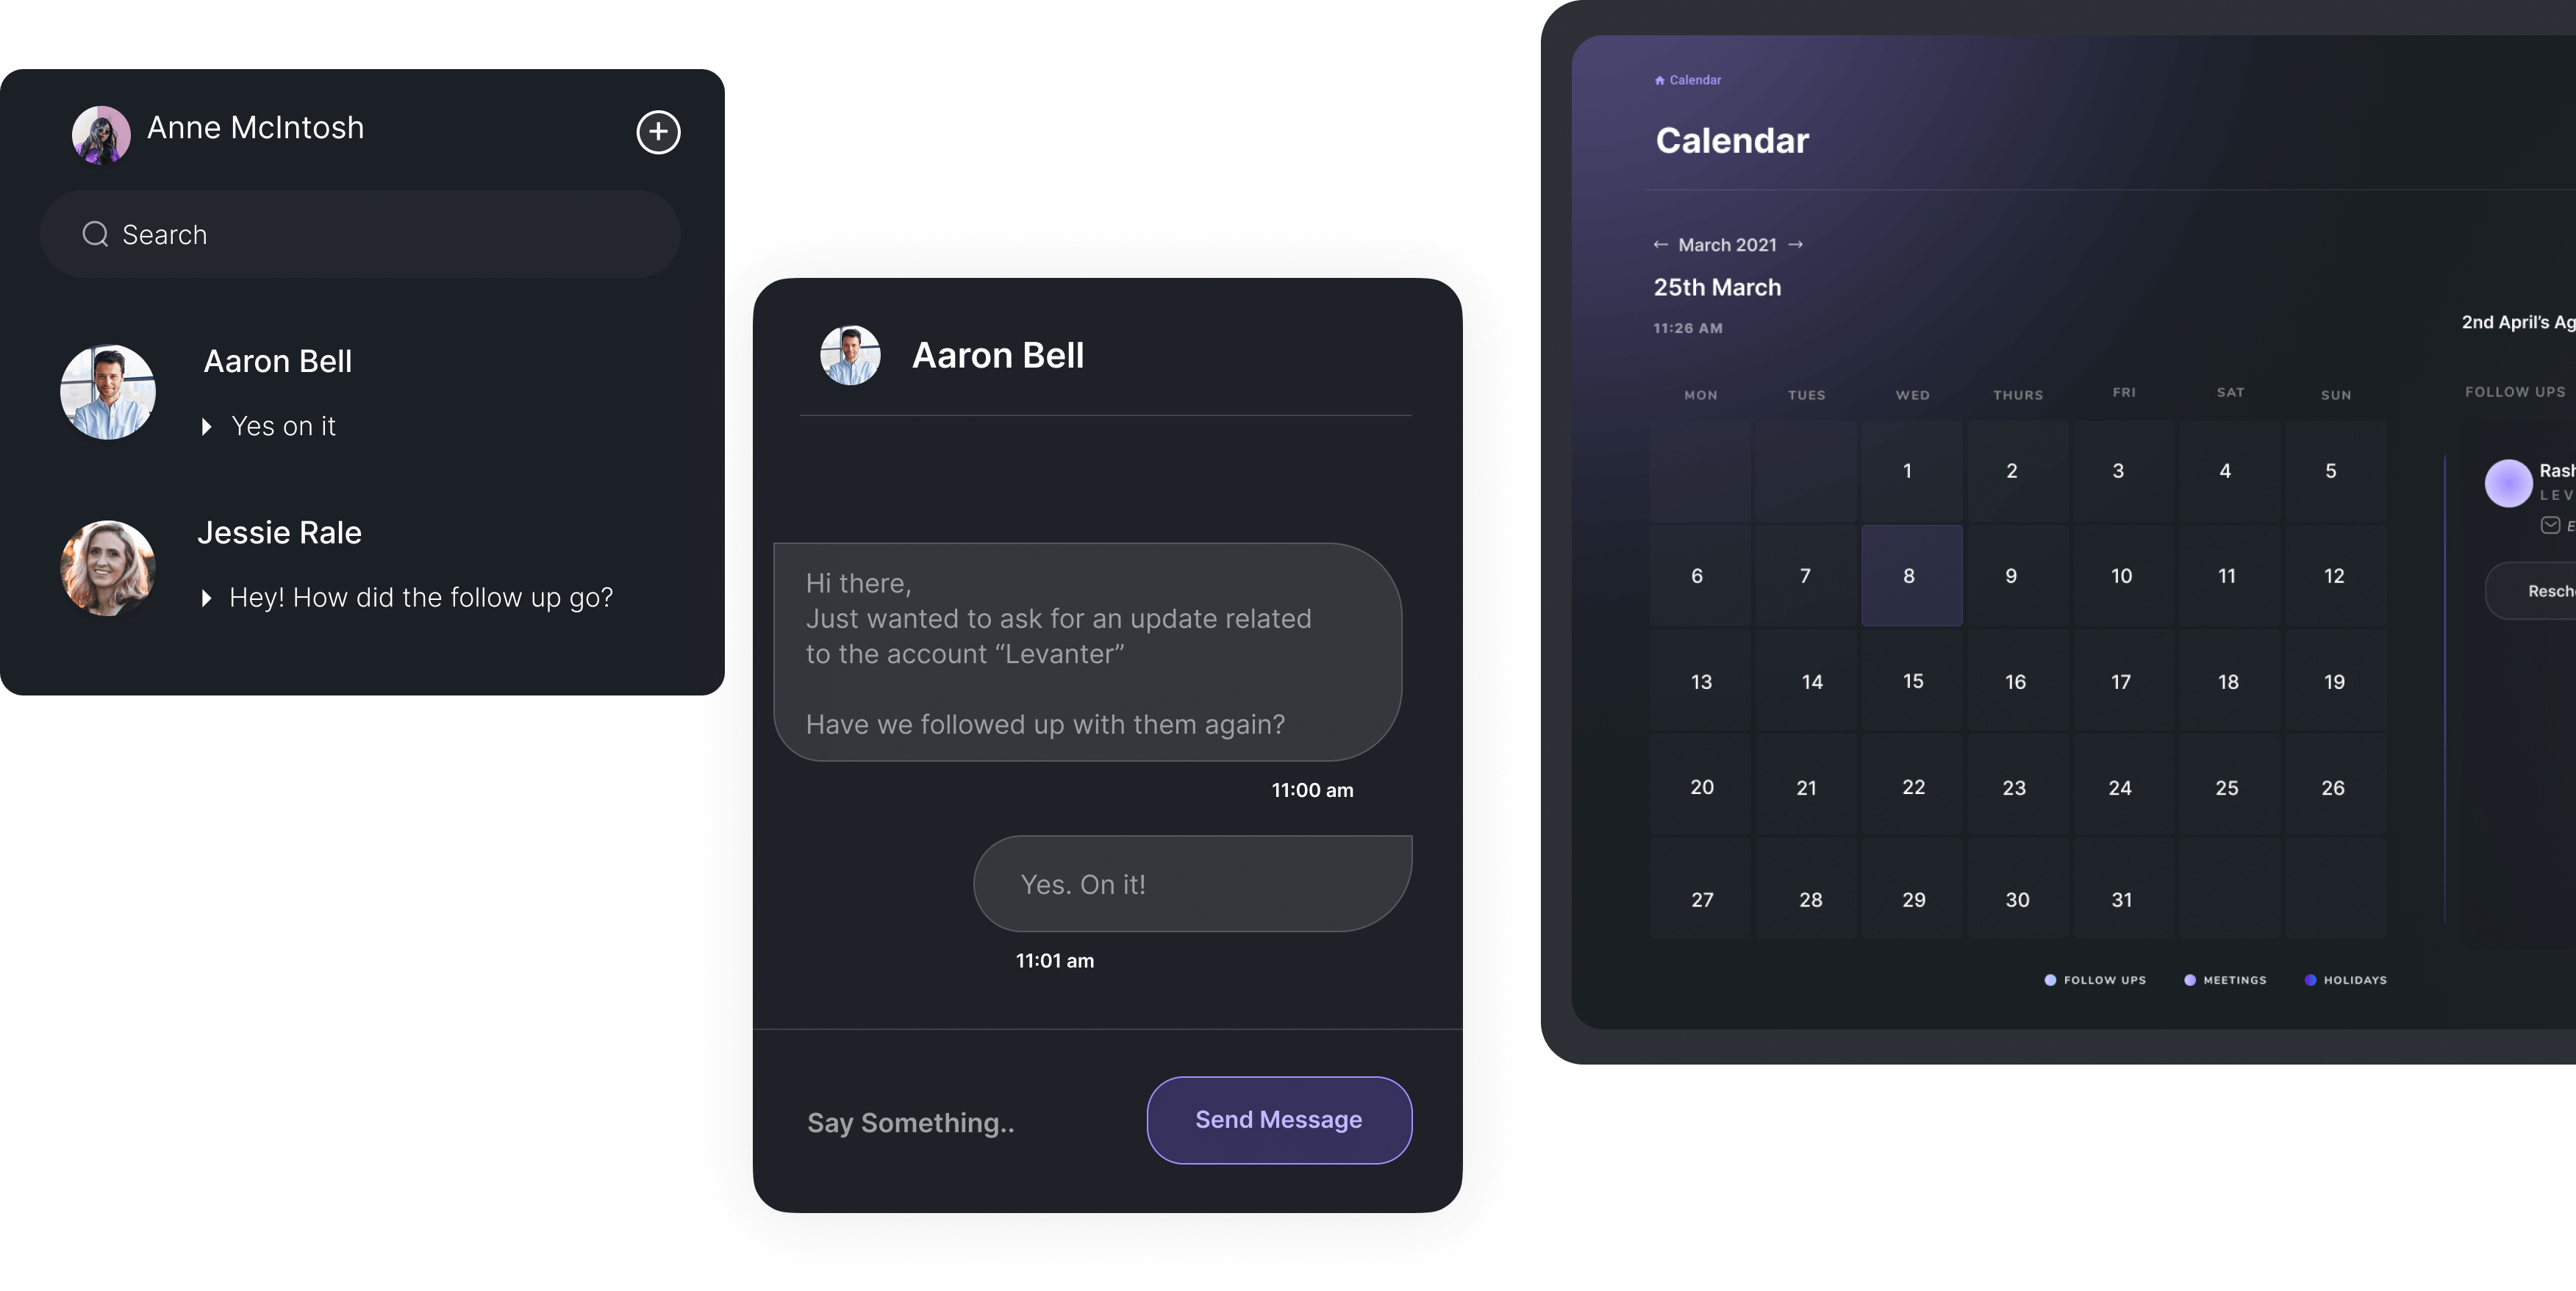 Anne McIntosh
Search
Aaron Bell
Yes on it
Jessie Rale
Hey! How did the follow up go?
Aaron Bell
Hi there,
Just wanted to ask for an update related
to the account “Levanter”
Have we followed up with them again?
11:00 am
Yes. On it!
11:01 am
Say Something..
Send Message
Calendar
Calendar
← March 2021 →
25th March
11:26 AM
MON TUES WED THURS FRI SAT SUN
1 2 3 4 5
6 7 8 9 10 11 12
13 14 15 16 17 18 19
20 21 22 23 24 25 26
27 28 29 30 31
FOLLOW UPS MEETINGS HOLIDAYS
2nd April’s Ag
FOLLOW UPS
Rash
LEV
E
Resch